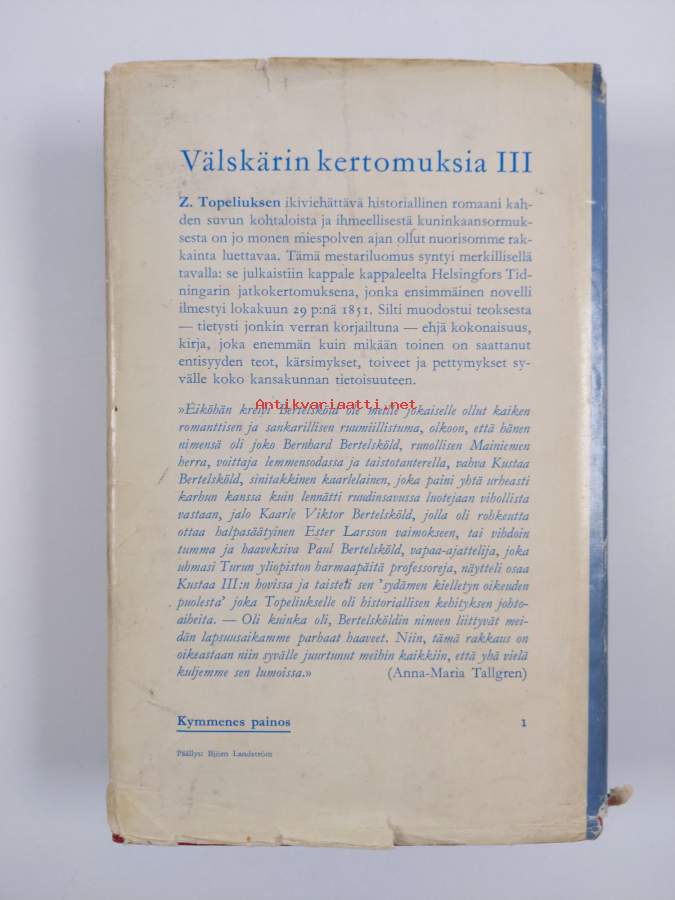 Välskärin kertomuksia III
Z. Topeliuksen ikiviehättävä historiallinen romaani kah-
den suvun kohtaloista ja ihmeellisestä kuninkaansormuk-
sesta on jo monen miespolven ajan ollut nuorisomme rak-
kainta luettavaa. Tämä mestariluomus syntyi merkillisellä
tavalla: se julkaistiin kappale kappaleelta Helsingfors Tid-
ningarin jatkokertomuksena, jonka ensimmäinen novelli
ilmestyi lokakuun 29 p:nä 1851. Silti muodostui teoksesta
— tietysti jonkin verran korjailtuna — ehjä kokonaisuus,
kirja, joka enemmän kuin mikään toinen on saattanut
entisyyden teot, kärsimykset, toiveet ja pettymykset sy-
välle koko kansakunnan tietoisuuteen.
Antikvariaatti.net
»Eiköhän kreivi Bertelsköld ole meille jokaiselle ollut kaiken
romanttisen ja sankarillisen ruumiillistuma, olkoon, että hänen
nimensä oli joko Bernhard Bertelsköld, runollisen Mainiemen
herra, voittaja lemmensodassa ja taistotanterella, vahva Kustaa
Bertelsköld, sinitakkinen kaarlelainen, joka paini yhtä urheasti
karhun kanssa kuin lennätti ruudinsavussa luotejaan vihollista
vastaan, jalo Kaarle Viktor Bertelsköld, jolla oli rohkeutta
ottaa halpasäätyinen Ester Larsson vaimokseen, tai vihdoin
tumma ja haaveksiva Paul Bertelsköld, vapaa-ajattelija, joka
uhmasi Turun yliopiston harmaapäitä professoreja, näytteli osaa
Kustaa III:n hovissa ja taisteli sen 'sydämen kielletyn oikeuden
puolesta' joka Topeliukselle oli historiallisen kehityksen johto-
aiheita. — Oli kuinka oli, Bertelsköldin nimeen liittyvät mei-
dän lapsuusaikamme parhaat haaveet. Niin, tämä rakkaus on
oikeastaan niin syvälle juurtunut meihin kaikkiin, että yhä vielä
kuljemme sen lumoissa.» (Anna-Maria Tallgren)
Kymmenes painos 1
Päällys: Björn Landström